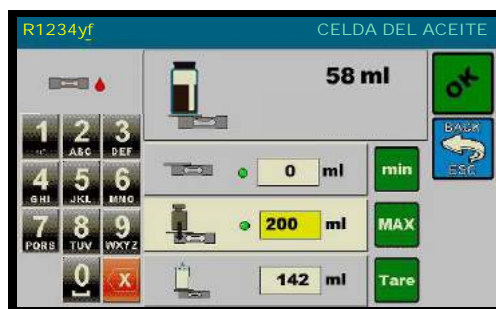 R1234yf CELDA DEL ACEITE
58 ml
OK
BACK
ESC
1 2 3
ABC DEF
4 5 6
GHI JKL MNO
7 8 9
PQRS TUV WXYZ
0 X
0 ml min
200 ml MAX
142 ml Tare